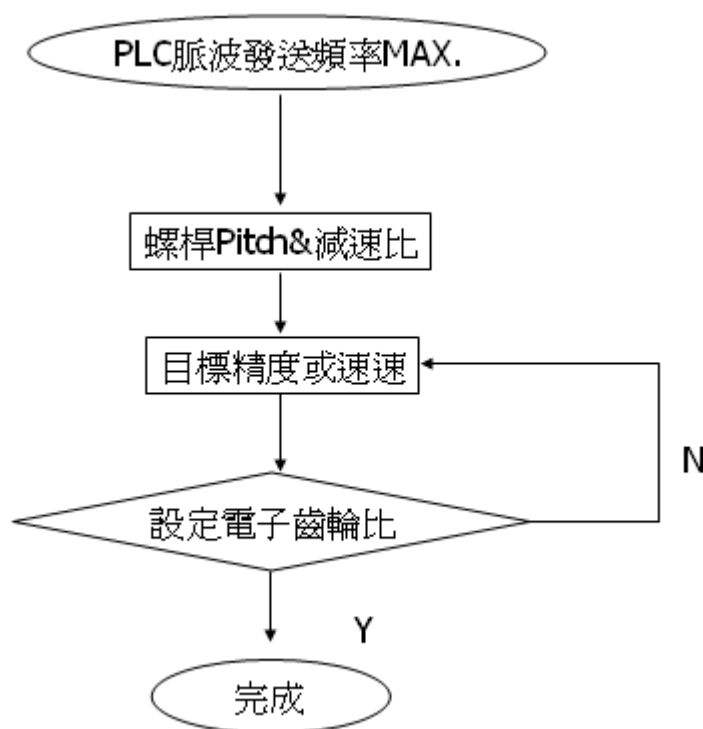 PLC脈波發送頻率MAX.
螺桿Pitch&減速比
目標精度或速速
N
設定電子齒輪比
Y
完成